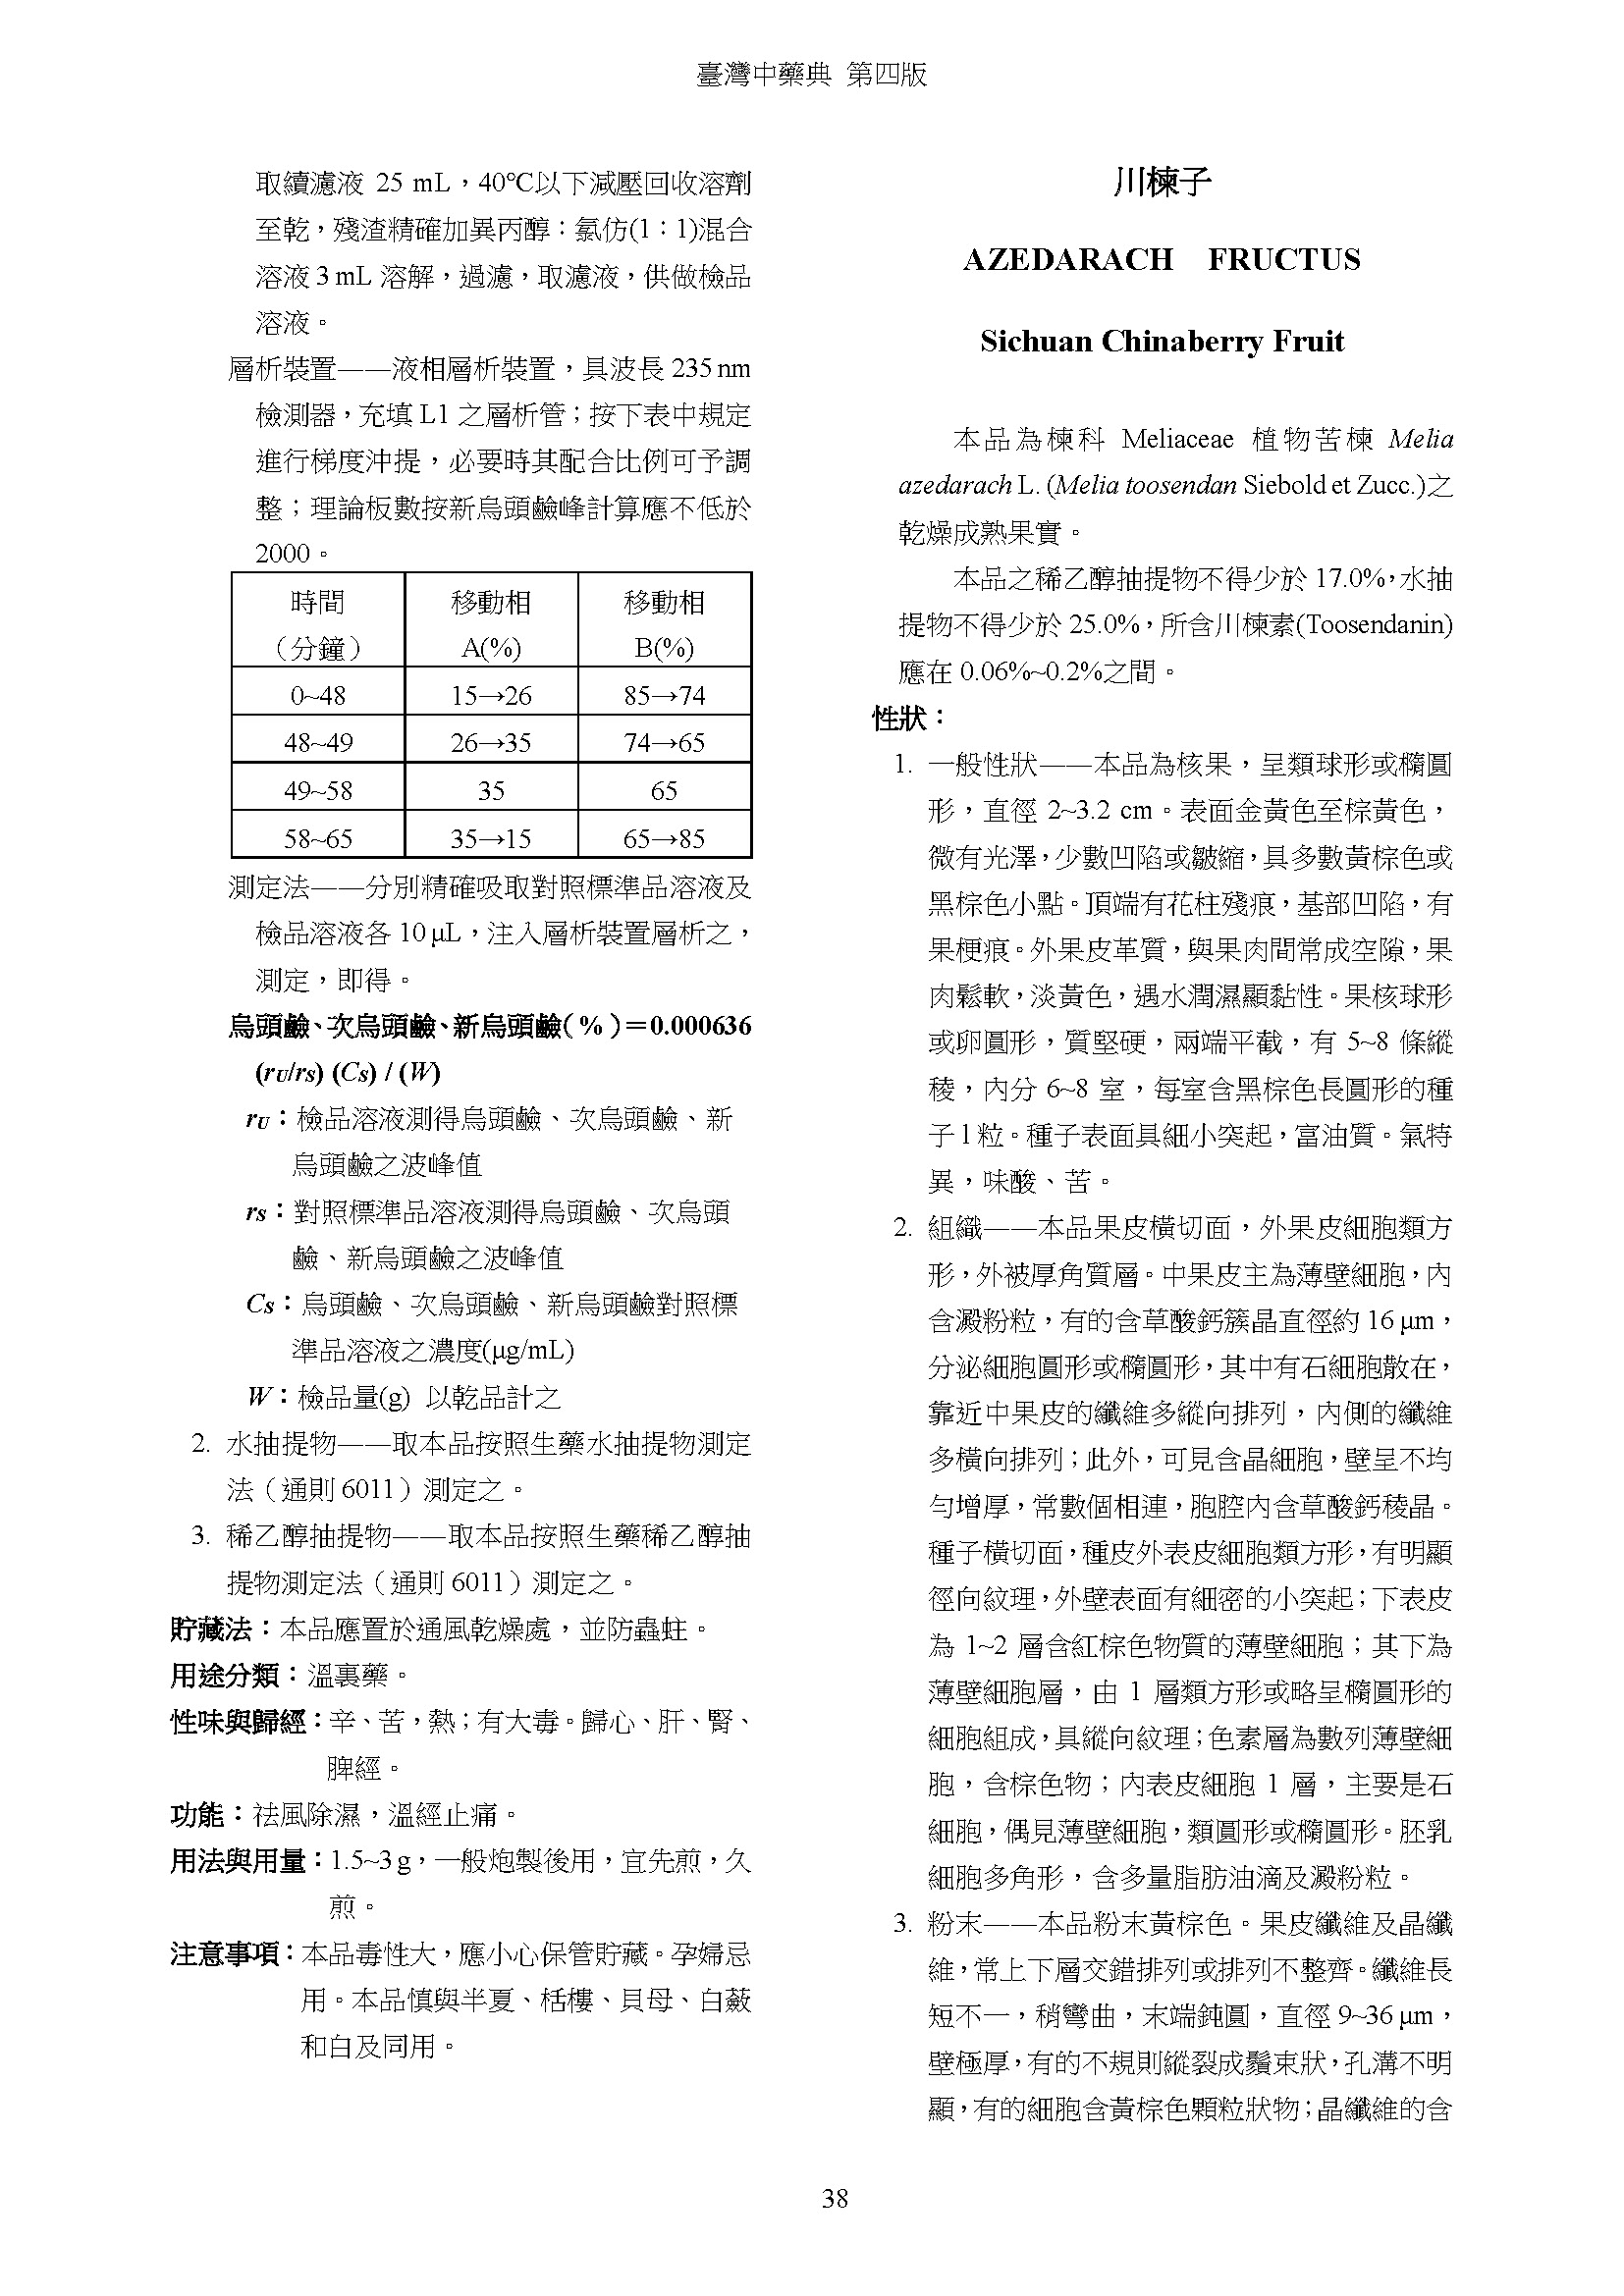 臺灣中藥典 第四版
取續濾液 25 mL，40℃以下減壓回收溶劑
至乾，殘渣精確加異丙醇：氯仿(1：1)混合
溶液 3 mL 溶解，過濾，取濾液，供做檢品
溶液。
層析裝置——液相層析裝置，具波長 235 nm
檢測器，充填 L1 之層析管；按下表中規定
進行梯度沖提，必要時其配合比例可予調
整；理論板數按新烏頭鹼峰計算應不低於
2000。
時間（分鐘） 移動相A(%) 移動相B(%)
0~48 15→26 85→74
48~49 26→35 74→65
49~58 35 65
58~65 35→15 65→85
測定法——分別精確吸取對照標準品溶液及
檢品溶液各 10 μL，注入層析裝置層析之，
測定，即得。
烏頭鹼、次烏頭鹼、新烏頭鹼（%）＝0.000636
(rU/rS) (CS) / (W)
rU：檢品溶液測得烏頭鹼、次烏頭鹼、新
烏頭鹼之波峰值
rS：對照標準品溶液測得烏頭鹼、次烏頭
鹼、新烏頭鹼之波峰值
CS：烏頭鹼、次烏頭鹼、新烏頭鹼對照標
準品溶液之濃度(μg/mL)
W：檢品量(g) 以乾品計之
2. 水抽提物——取本品按照生藥水抽提物測定
法（通則 6011）測定之。
3. 稀乙醇抽提物——取本品按照生藥稀乙醇抽
提物測定法（通則 6011）測定之。
貯藏法：本品應置於通風乾燥處，並防蟲蛀。
用途分類：溫裏藥。
性味與歸經：辛、苦，熱；有大毒。歸心、肝、腎、
脾經。
功能：祛風除濕，溫經止痛。
用法與用量：1.5~3 g，一般炮製後用，宜先煎，久
煎。
注意事項：本品毒性大，應小心保管貯藏。孕婦忌
用。本品慎與半夏、栝樓、貝母、白蘞
和白及同用。
川楝子
AZEDARACH FRUCTUS
Sichuan Chinaberry Fruit
本品為楝科 Meliaceae 植物苦楝 Melia
azedarach L. (Melia toosendan Siebold et Zucc.)之
乾燥成熟果實。
本品之稀乙醇抽提物不得少於 17.0%，水抽
提物不得少於 25.0%，所含川楝素(Toosendanin)
應在 0.06%~0.2%之間。
性狀：
1. 一般性狀——本品為核果，呈類球形或橢圓
形，直徑 2~3.2 cm。表面金黃色至棕黃色，
微有光澤，少數凹陷或皺縮，具多數黃棕色或
黑棕色小點。頂端有花柱殘痕，基部凹陷，有
果梗痕。外果皮革質，與果肉間常成空隙，果
肉鬆軟，淡黃色，遇水潤濕顯黏性。果核球形
或卵圓形，質堅硬，兩端平截，有 5~8 條縱
稜，內分 6~8 室，每室含黑棕色長圓形的種
子 1 粒。種子表面具細小突起，富油質。氣特
異，味酸、苦。
2. 組織——本品果皮橫切面，外果皮細胞類方
形，外被厚角質層。中果皮主為薄壁細胞，內
含澱粉粒，有的含草酸鈣簇晶直徑約 16 μm，
分泌細胞圓形或橢圓形，其中有石細胞散在，
靠近中果皮的纖維多縱向排列，內側的纖維
多橫向排列；此外，可見含晶細胞，壁呈不均
勻增厚，常數個相連，胞腔內含草酸鈣稜晶。
種子橫切面，種皮外表皮細胞類方形，有明顯
徑向紋理，外壁表面有細密的小突起；下表皮
為 1~2 層含紅棕色物質的薄壁細胞；其下為
薄壁細胞層，由 1 層類方形或略呈橢圓形的
細胞組成，具縱向紋理；色素層為數列薄壁細
胞，含棕色物；內表皮細胞 1 層，主要是石
細胞，偶見薄壁細胞，類圓形或橢圓形。胚乳
細胞多角形，含多量脂肪油滴及澱粉粒。
3. 粉末——本品粉末黃棕色。果皮纖維及晶纖
維，常上下層交錯排列或排列不整齊。纖維長
短不一，稍彎曲，末端鈍圓，直徑 9~36 μm，
壁極厚，有的不規則縱裂成鬚束狀，孔溝不明
顯，有的細胞含黃棕色顆粒狀物；晶纖維的含
38